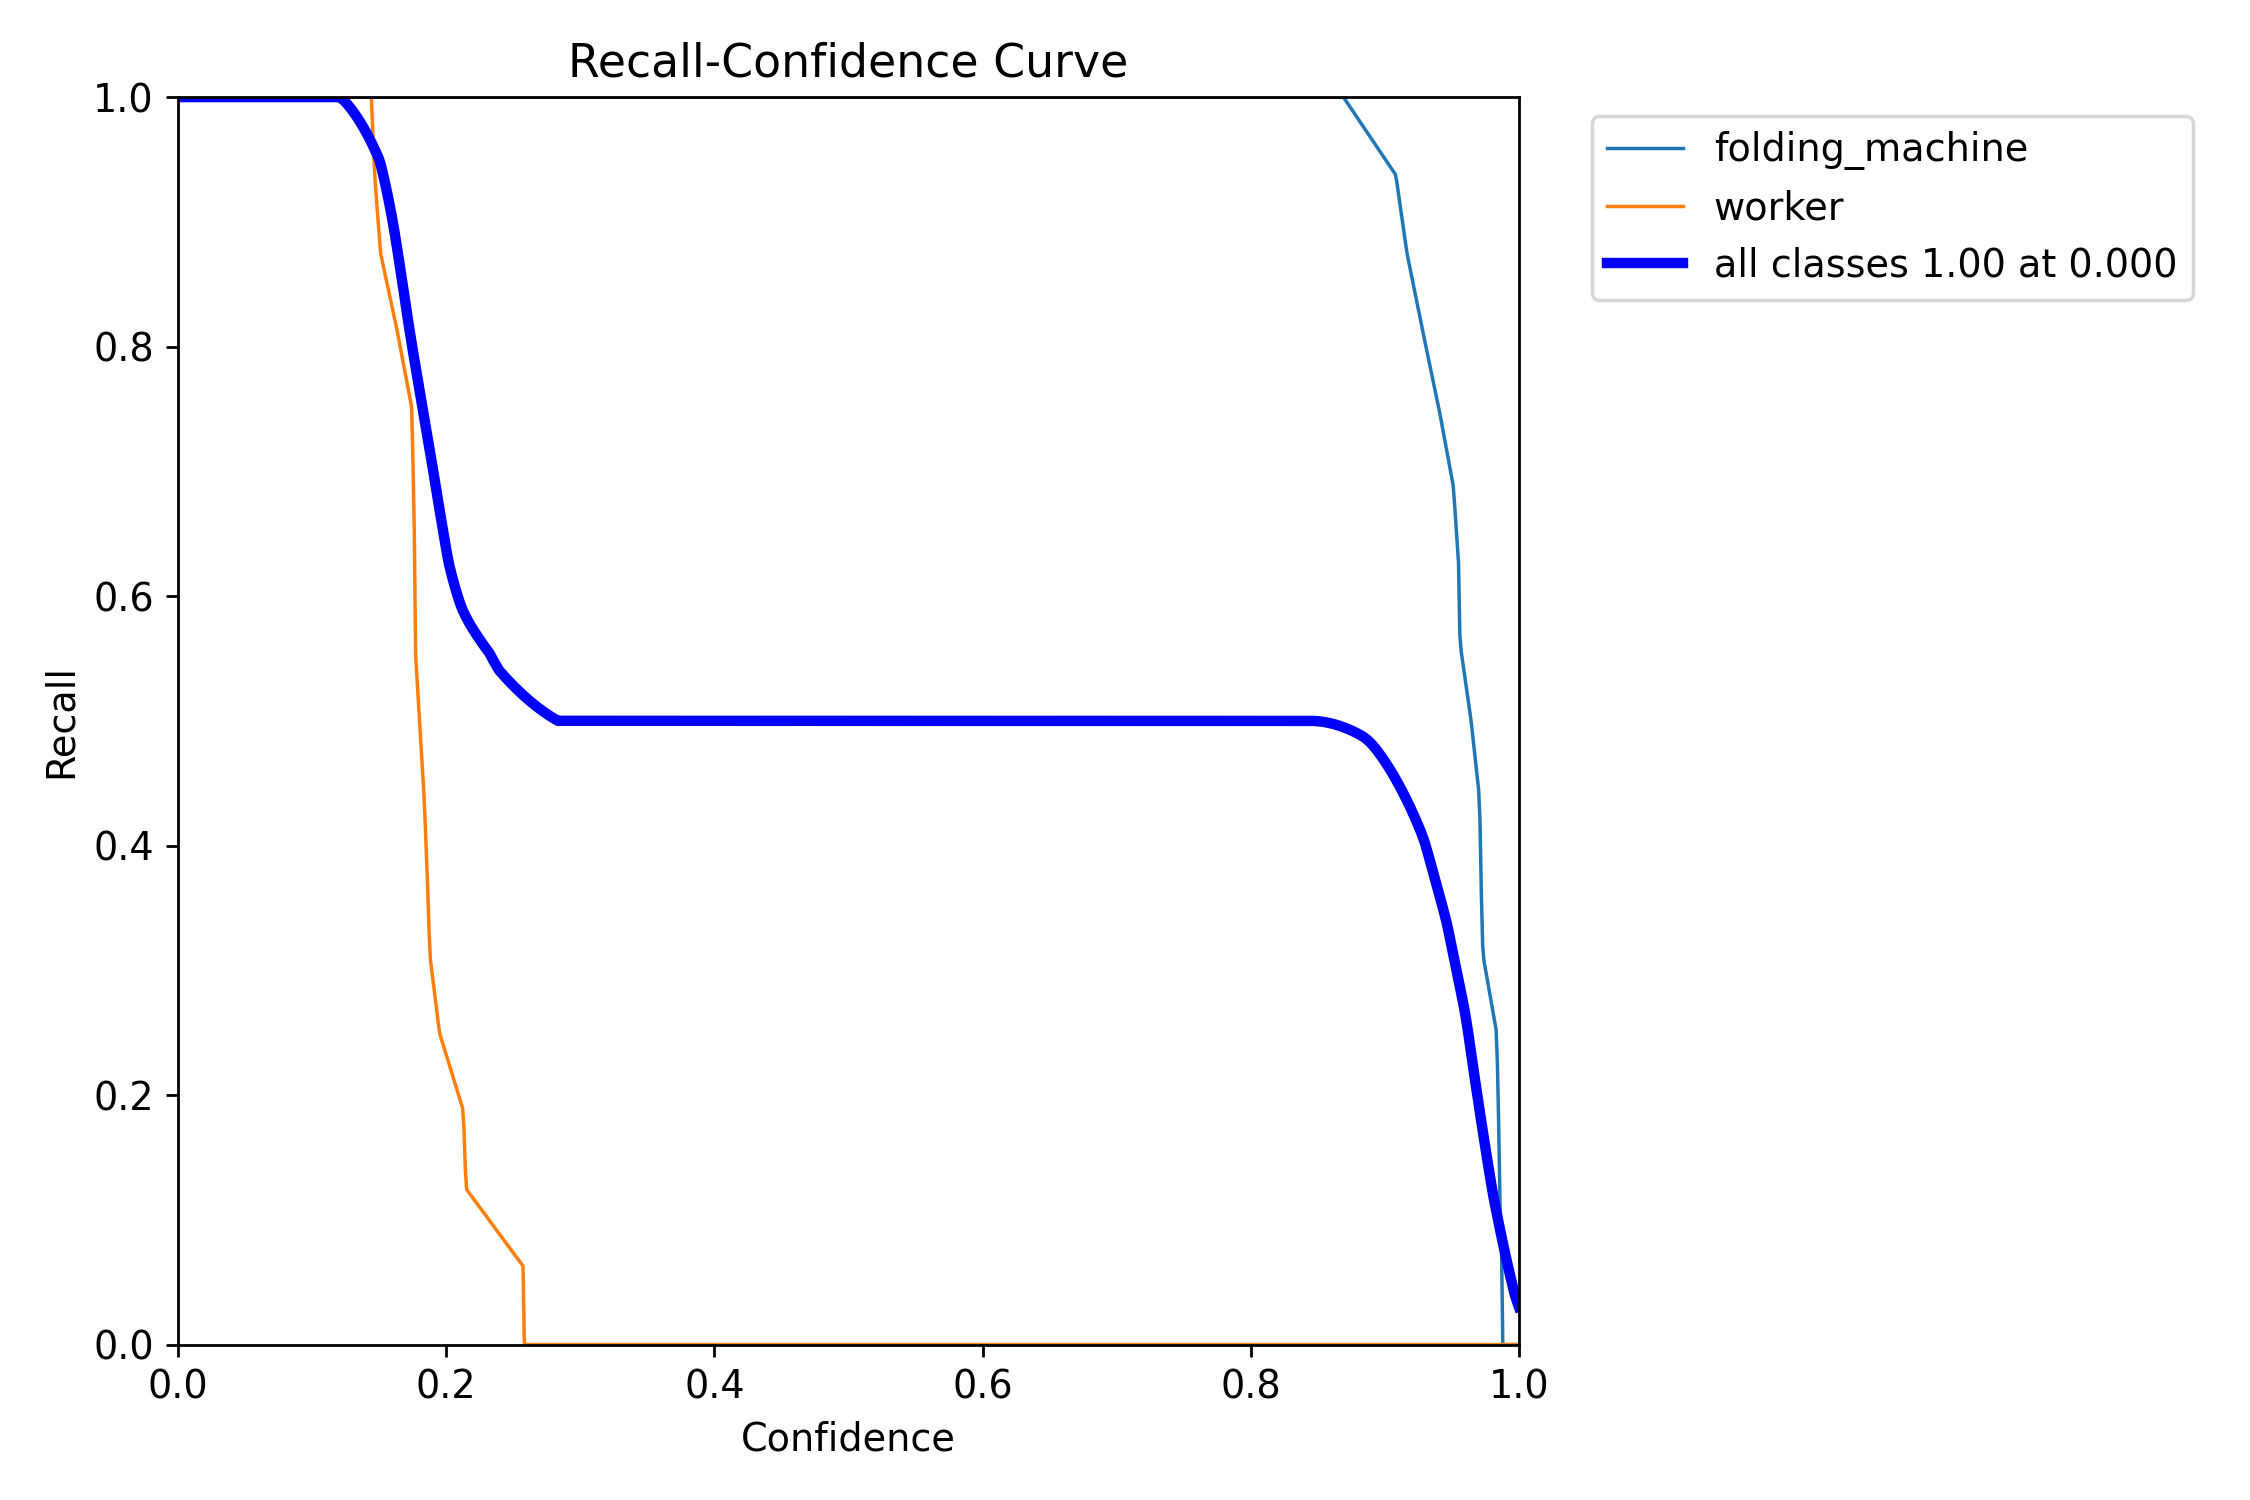 Recall-Confidence Curve
1.0
0.8
0.6
0.4
0.2
0.0
Recall
0.0 0.2 0.4 0.6 0.8 1.0
Confidence
folding_machine
worker
all classes 1.00 at 0.000